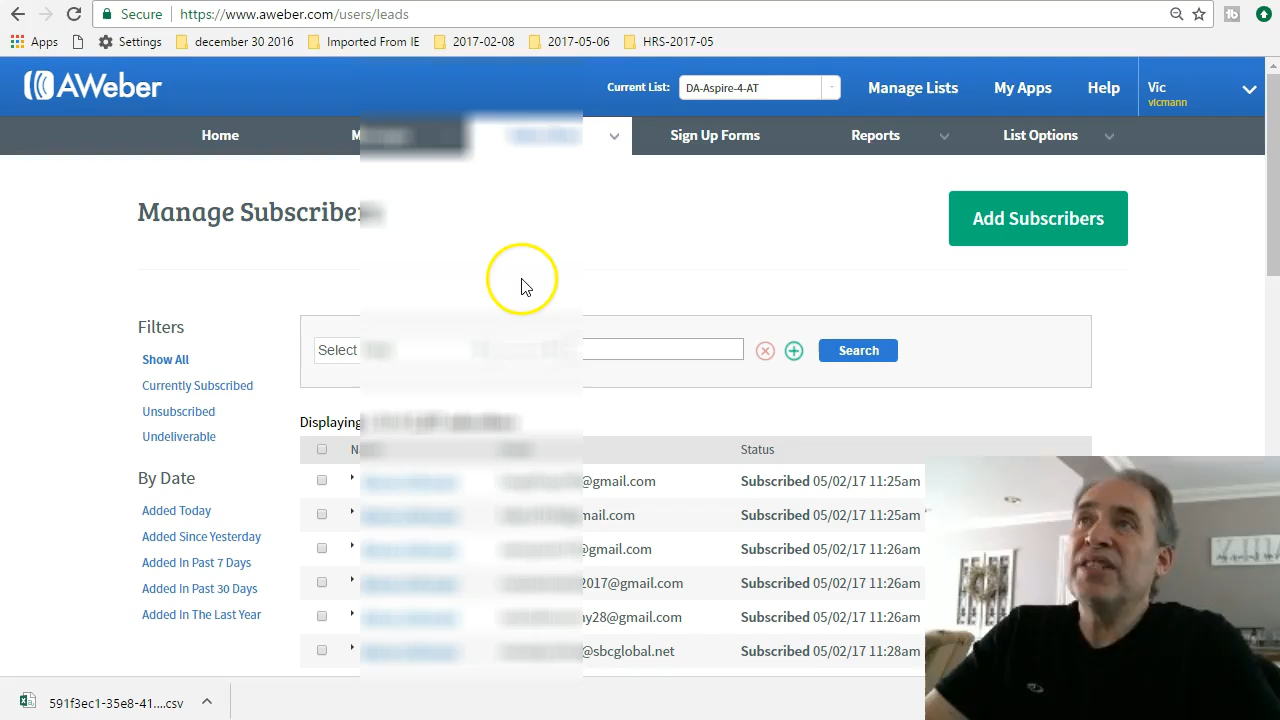 Secure https://www.aweber.com/users/leads
Apps Settings december 30 2016 Imported From IE 2017-02-08 2017-05-06 HRS-2017-05
AWeber
Current List: DA-Aspire-4-AT Manage Lists My Apps Help Vic
vicmann
Home Sign Up Forms Reports List Options
Manage Subscribers
Add Subscribers
Filters
Select Search
Show All
Currently Subscribed
Unsubscribed
Undeliverable
Displaying
Status
By Date
@gmail.com Subscribed 05/02/17 11:25am
Added Today
mail.com Subscribed 05/02/17 11:25am
Added Since Yesterday
@gmail.com Subscribed 05/02/17 11:26am
Added In Past 7 Days
2017@gmail.com Subscribed 05/02/17 11:26am
Added In Past 30 Days
Added In The Last Year
ny28@gmail.com Subscribed 05/02/17 11:26am
@sbcglobal.net Subscribed 05/02/17 11:28am
591f3ec1-35e8-41....csv